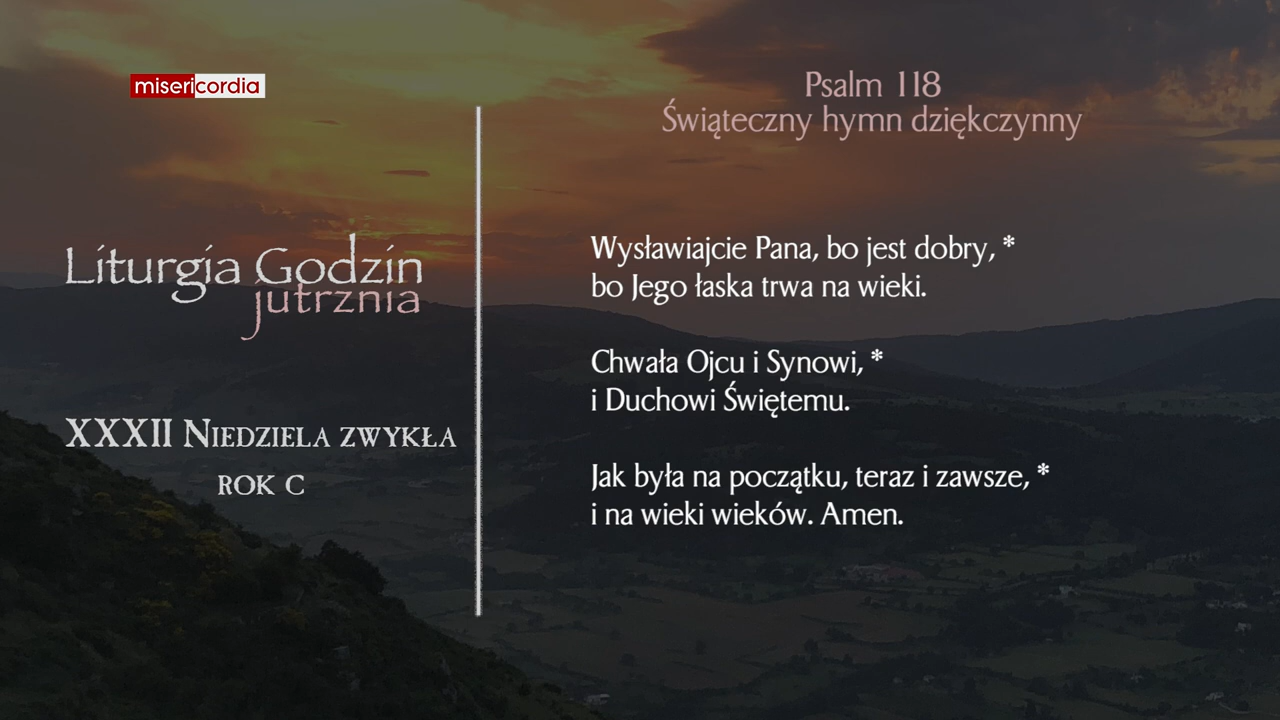 misericordia
Liturgia Godzin
jutrznia
XXXII Niedziela zwykła
rok C
Psalm 118
Świąteczny hymn dziękczynny
Wysławiajcie Pana, bo jest dobry, *
bo Jego łaska trwa na wieki.
Chwała Ojcu i Synowi, *
i Duchowi Świętemu.
Jak była na początku, teraz i zawsze, *
i na wieki wieków. Amen.